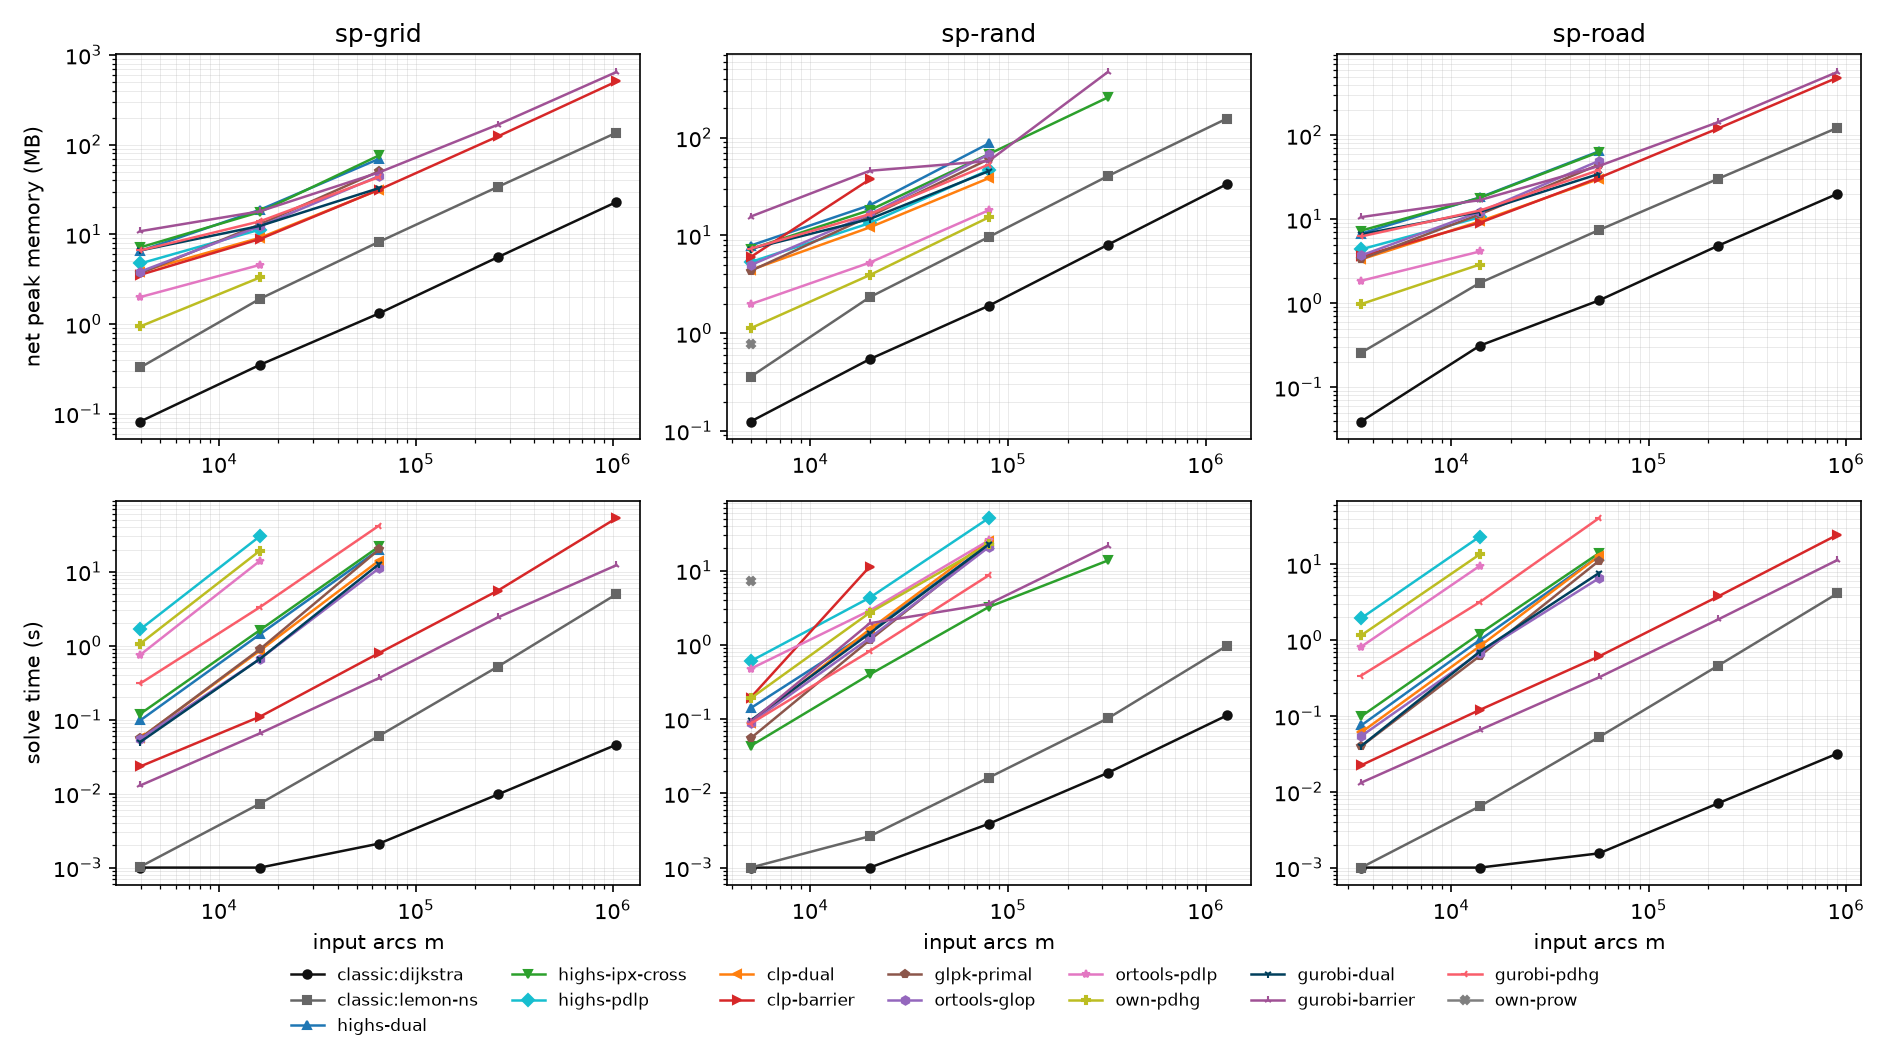 sp-grid sp-rand sp-road
net peak memory (MB)
10³
10²
10¹
10⁰
10⁻¹
10⁴ 10⁵ 10⁶
10²
10¹
10⁰
10⁻¹
10⁴ 10⁵ 10⁶
10²
10¹
10⁰
10⁻¹
10⁴ 10⁵ 10⁶
solve time (s)
10¹
10⁰
10⁻¹
10⁻²
10⁻³
10⁴ 10⁵ 10⁶
input arcs m
10¹
10⁰
10⁻¹
10⁻²
10⁻³
10⁴ 10⁵ 10⁶
input arcs m
10¹
10⁰
10⁻¹
10⁻²
10⁻³
10⁴ 10⁵ 10⁶
input arcs m
classic:dijkstra highs-ipx-cross clp-dual glpk-primal ortools-pdlp gurobi-dual gurobi-pdhg
classic:lemon-ns highs-pdlp clp-barrier ortools-glop own-pdhg gurobi-barrier own-prow
highs-dual